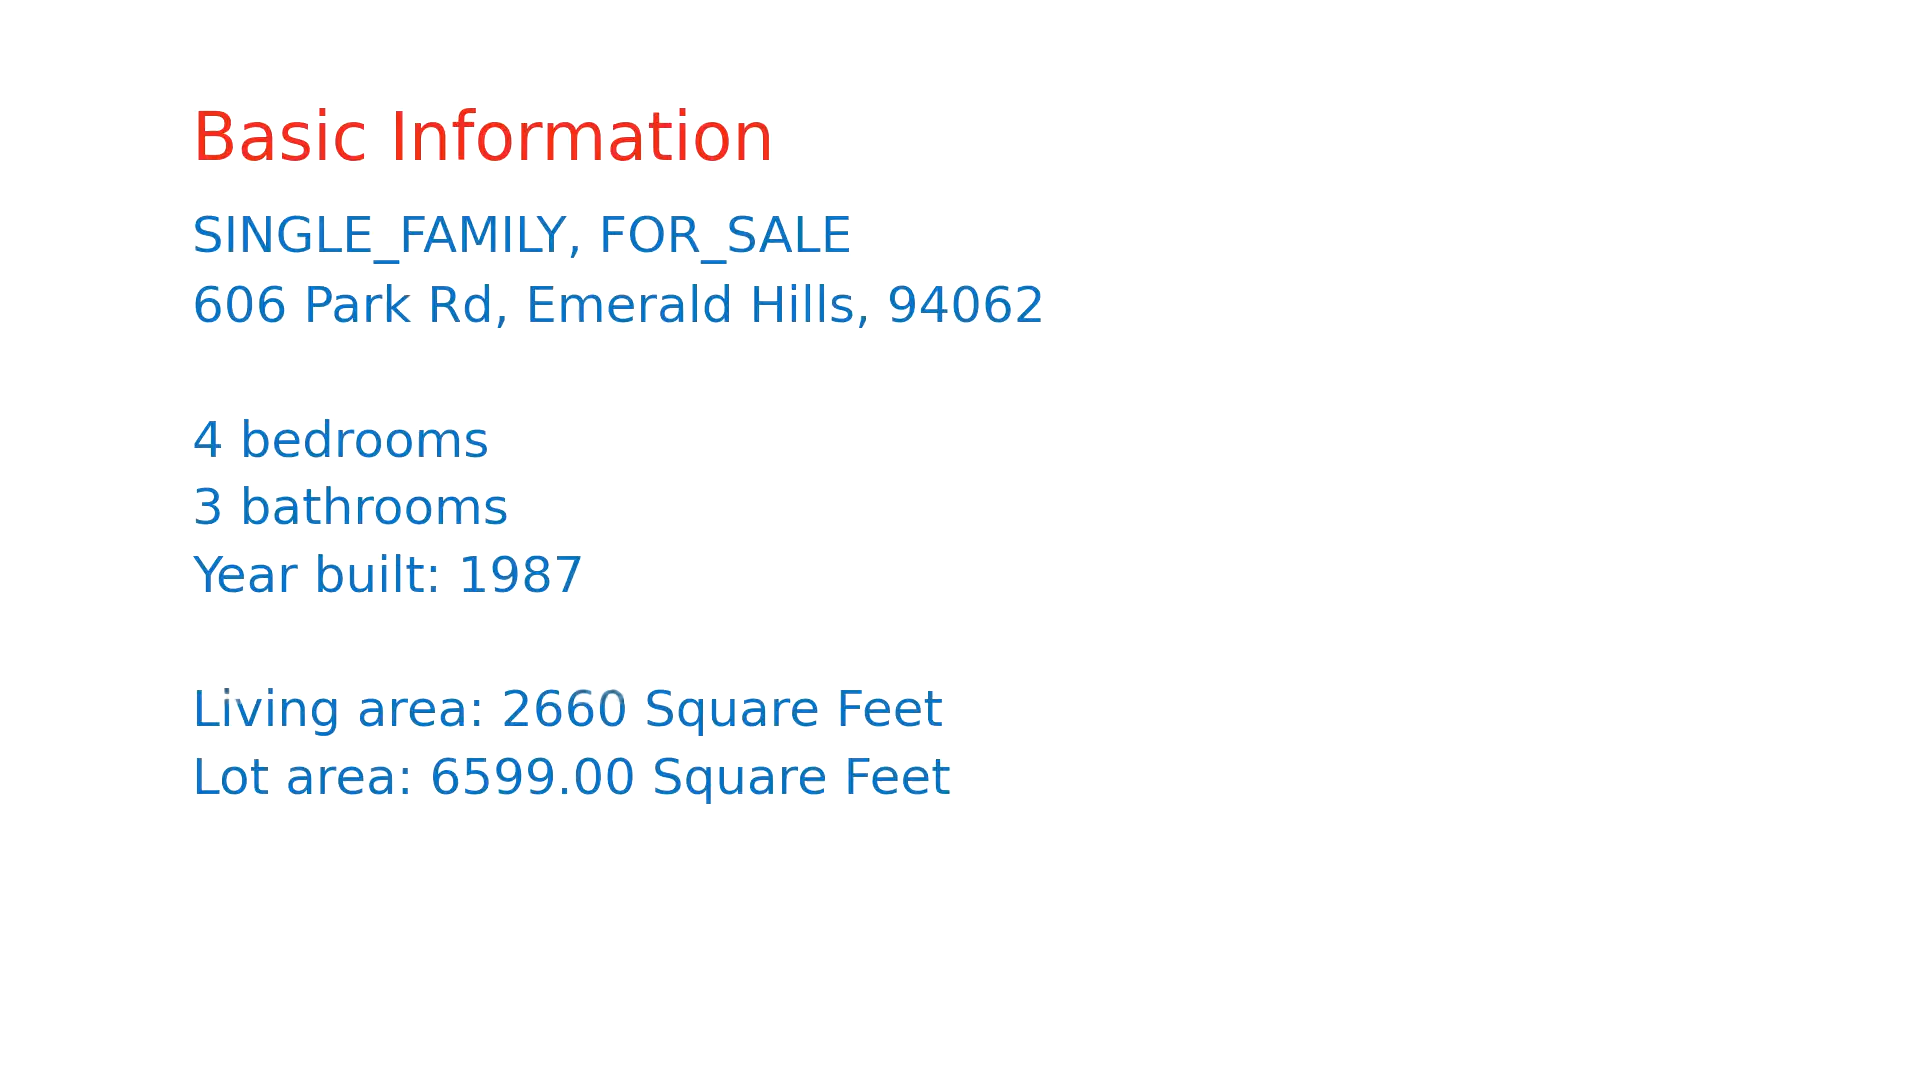 Basic Information
SINGLE_FAMILY, FOR_SALE
606 Park Rd, Emerald Hills, 94062
4 bedrooms
3 bathrooms
Year built: 1987
Living area: 2660 Square Feet
Lot area: 6599.00 Square Feet